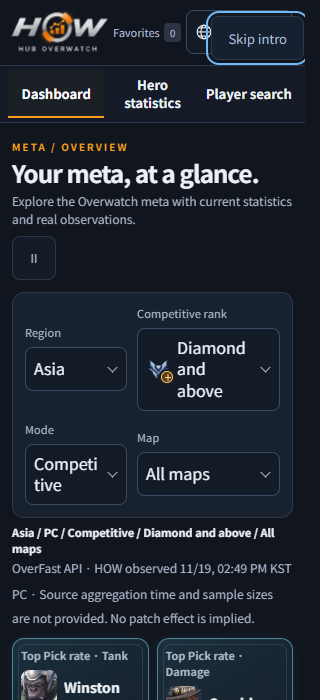 HOW
HUB OVERWATCH
Favorites 0
Skip intro
Dashboard
Hero
statistics
Player search
META / OVERVIEW
Your meta, at a glance.
Explore the Overwatch meta with current statistics
and real observations.
Competitive rank
Region
Diamond
and
above
Asia
Mode
Map
Competi
tive
All maps
Asia / PC / Competitive / Diamond and above / All
maps
OverFast API · HOW observed 11/19, 02:49 PM KST
PC · Source aggregation time and sample sizes
are not provided. No patch effect is implied.
Top Pick rate · Tank
Winston
Top Pick rate ·
Damage